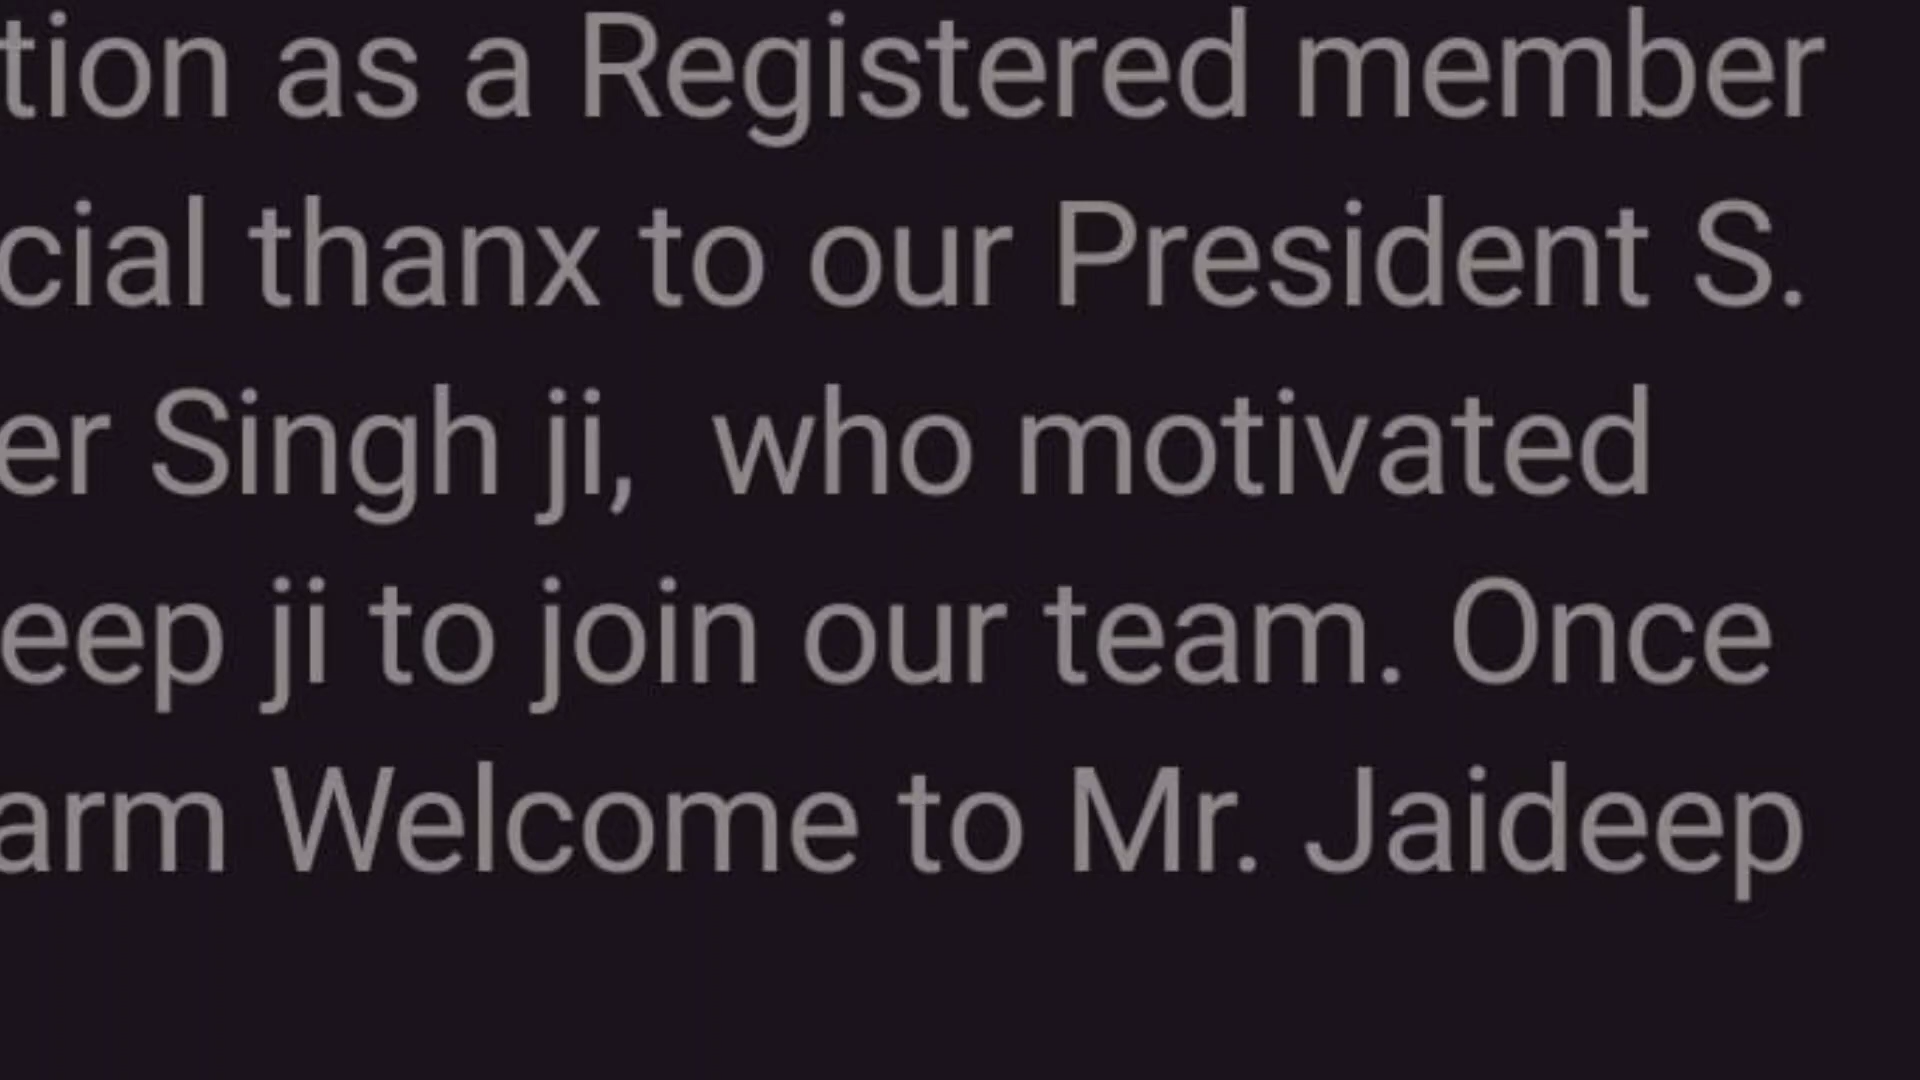 tion as a Registered member
cial thanx to our President S.
er Singh ji,  who motivated
eep ji to join our team. Once
arm Welcome to Mr. Jaideep